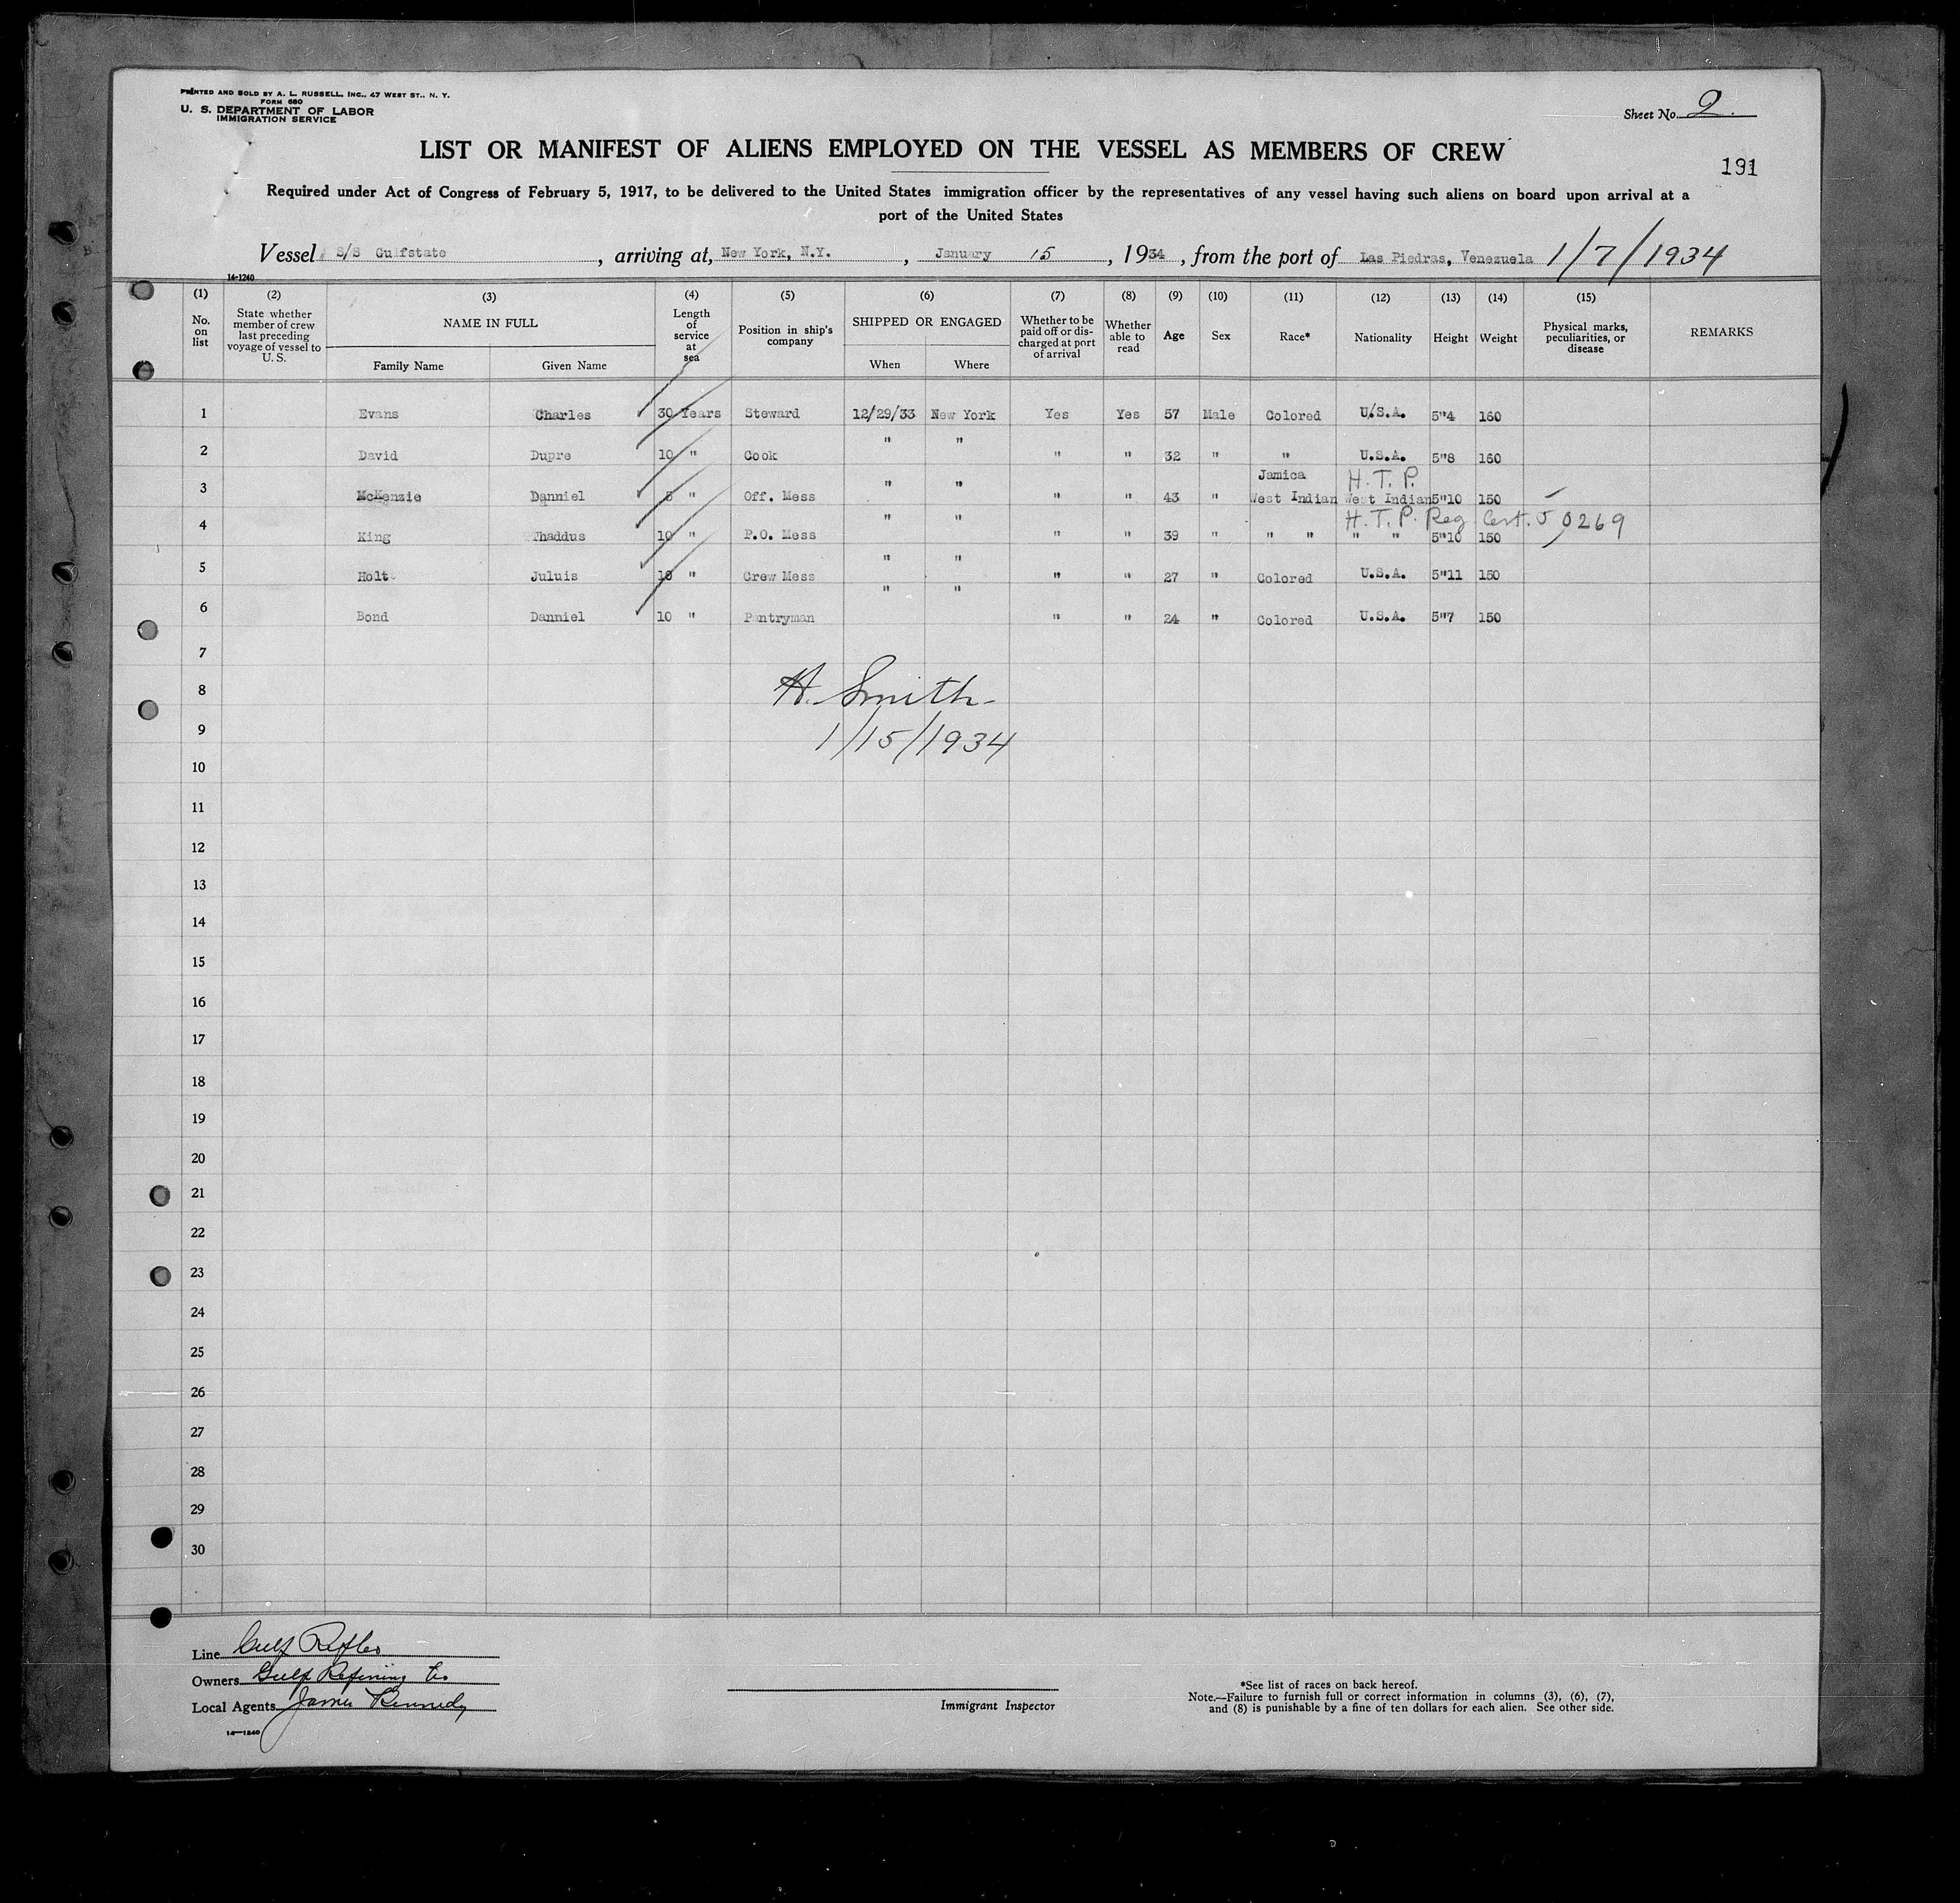 PRINTED AND SOLD BY A. L. RUSSELL, INC., 47 WEST ST., N. Y.
FORM 680
U. S. DEPARTMENT OF LABOR
IMMIGRATION SERVICE
Sheet No. 2.
LIST OR MANIFEST OF ALIENS EMPLOYED ON THE VESSEL AS MEMBERS OF CREW
191
Required under Act of Congress of February 5, 1917, to be delivered to the United States immigration officer by the representatives of any vessel having such aliens on board upon arrival at a
port of the United States
Vessel S/S Gulfstate, arriving at, New York, N.Y., January 15, 1934, from the port of Las Piedras, Venezuela 1/7/1934
14-1240
(1) No. on list
(2) State whether member of crew last preceding voyage of vessel to U. S.
(3) NAME IN FULL Family Name Given Name
(4) Length of service at sea
(5) Position in ship's company
(6) SHIPPED OR ENGAGED When Where
(7) Whether to be paid off or discharged at port of arrival
(8) Whether able to read
(9) Age
(10) Sex
(11) Race*
(12) Nationality
(13) Height
(14) Weight
(15) Physical marks, peculiarities, or disease
REMARKS
1 Evans Charles 30 Years Steward 12/29/33 New York Yes Yes 57 Male Colored U.S.A. 5"4 160
2 David Dupre 10 " Cook " " " " 32 " " U.S.A. 5"8 160
Jamica H.T.P.
3 McKenzie Danniel 5 " Off. Mess " " " " 43 " West Indian West Indian 5"10 150
H.T.P. Reg. Cert. 50269
4 King Thaddus 10 " P.O. Mess " " " " 39 " " " " " 5"10 150
5 Holt Juluis 10 " Crew Mess " " " " 27 " Colored U.S.A. 5"11 150
6 Bond Danniel 10 " Pantryman " " " " 24 " Colored U.S.A. 5"7 150
7
8 H. Smith
9 1/15/1934
10
11
12
13
14
15
16
17
18
19
20
21
22
23
24
25
26
27
28
29
30
Line Gulf
Owners Gulf Refining Co
Local Agents James Kennedy
14-1240
Immigrant Inspector
*See list of races on back hereof.
Note.—Failure to furnish full or correct information in columns (3), (6), (7),
and (8) is punishable by a fine of ten dollars for each alien. See other side.